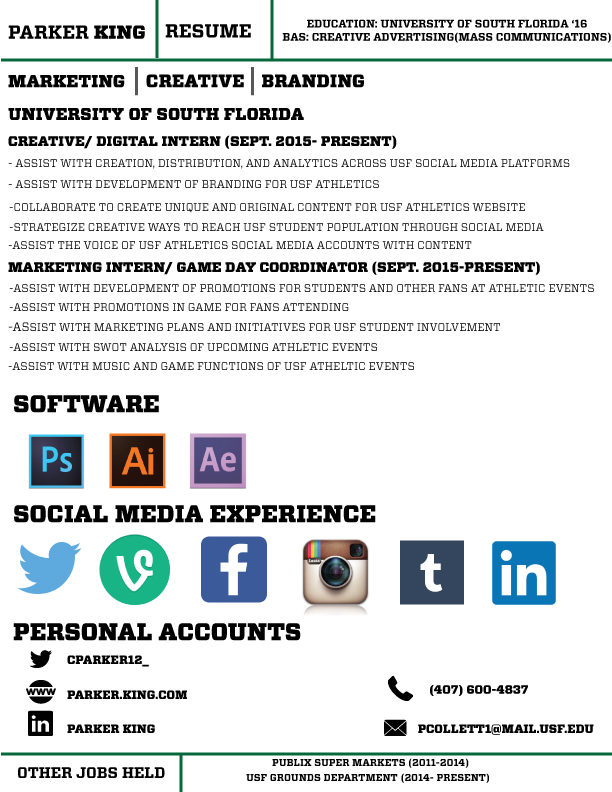 PARKER KING
RESUME
EDUCATION: UNIVERSITY OF SOUTH FLORIDA ‘16
BAS: CREATIVE ADVERTISING(MASS COMMUNICATIONS)
MARKETING | CREATIVE | BRANDING
UNIVERSITY OF SOUTH FLORIDA
CREATIVE/ DIGITAL INTERN (SEPT. 2015- PRESENT)
- ASSIST WITH CREATION, DISTRIBUTION, AND ANALYTICS ACROSS USF SOCIAL MEDIA PLATFORMS
- ASSIST WITH DEVELOPMENT OF BRANDING FOR USF ATHLETICS
-COLLABORATE TO CREATE UNIQUE AND ORIGINAL CONTENT FOR USF ATHLETICS WEBSITE
-STRATEGIZE CREATIVE WAYS TO REACH USF STUDENT POPULATION THROUGH SOCIAL MEDIA
-ASSIST THE VOICE OF USF ATHLETICS SOCIAL MEDIA ACCOUNTS WITH CONTENT
MARKETING INTERN/ GAME DAY COORDINATOR (SEPT. 2015-PRESENT)
-ASSIST WITH DEVELOPMENT OF PROMOTIONS FOR STUDENTS AND OTHER FANS AT ATHLETIC EVENTS
-ASSIST WITH PROMOTIONS IN GAME FOR FANS ATTENDING
-ASSIST WITH MARKETING PLANS AND INITIATIVES FOR USF STUDENT INVOLVEMENT
-ASSIST WITH SWOT ANALYSIS OF UPCOMING ATHLETIC EVENTS
-ASSIST WITH MUSIC AND GAME FUNCTIONS OF USF ATHELTIC EVENTS
SOFTWARE
Ps Ai Ae
SOCIAL MEDIA EXPERIENCE
f t in
PERSONAL ACCOUNTS
CPARKER12_
www PARKER.KING.COM
(407) 600-4837
in PARKER KING
PCOLLETT1@MAIL.USF.EDU
OTHER JOBS HELD
PUBLIX SUPER MARKETS (2011-2014)
USF GROUNDS DEPARTMENT (2014- PRESENT)